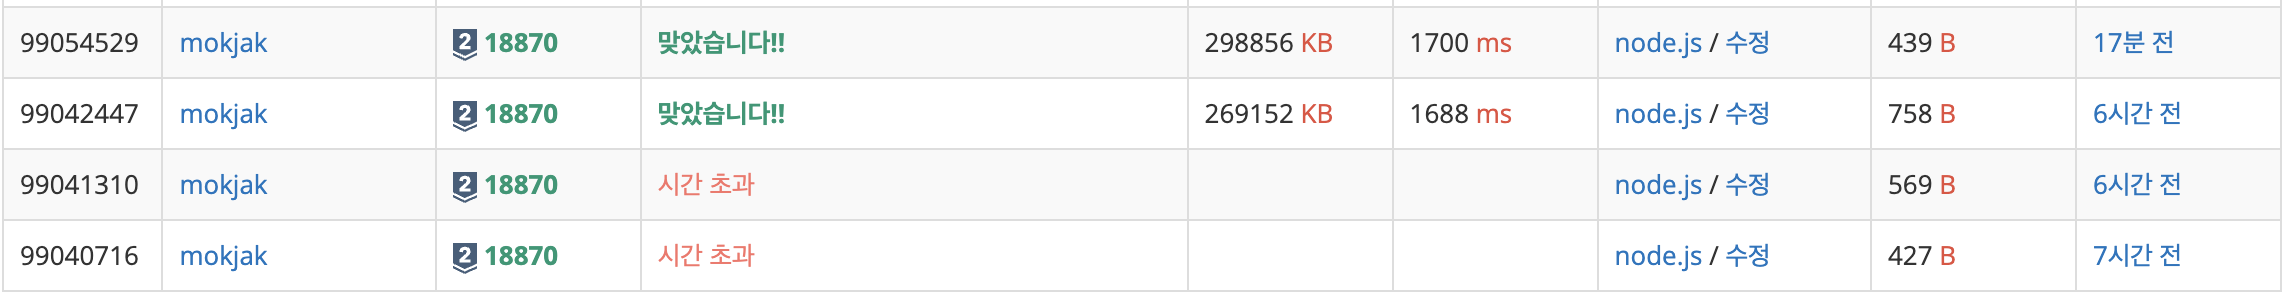 99054529 mokjak 2 18870 맞았습니다!! 298856 KB 1700 ms node.js / 수정 439 B 17분 전
99042447 mokjak 2 18870 맞았습니다!! 269152 KB 1688 ms node.js / 수정 758 B 6시간 전
99041310 mokjak 2 18870 시간 초과 node.js / 수정 569 B 6시간 전
99040716 mokjak 2 18870 시간 초과 node.js / 수정 427 B 7시간 전